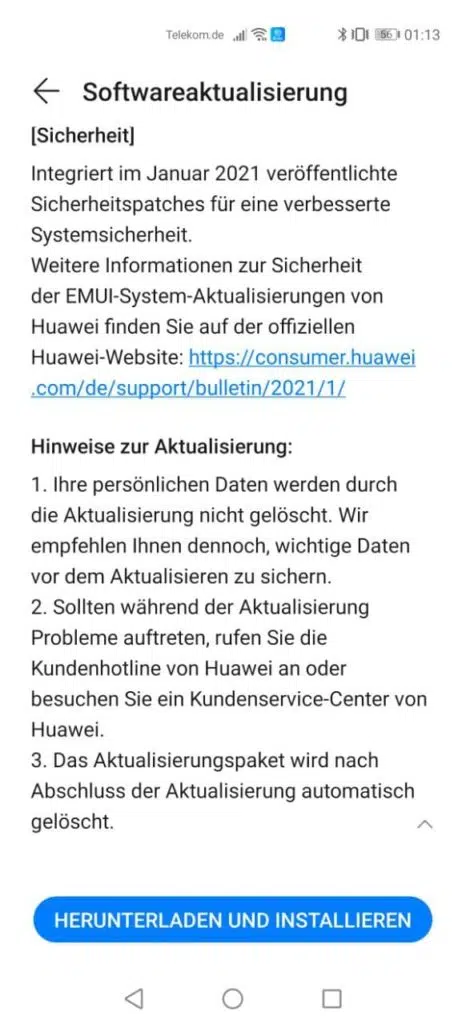 Telekom.de 56 01:13
Softwareaktualisierung
[Sicherheit]
Integriert im Januar 2021 veröffentlichte
Sicherheitspatches für eine verbesserte
Systemsicherheit.
Weitere Informationen zur Sicherheit
der EMUI-System-Aktualisierungen von
Huawei finden Sie auf der offiziellen
Huawei-Website: https://consumer.huawei
.com/de/support/bulletin/2021/1/
Hinweise zur Aktualisierung:
1. Ihre persönlichen Daten werden durch
die Aktualisierung nicht gelöscht. Wir
empfehlen Ihnen dennoch, wichtige Daten
vor dem Aktualisieren zu sichern.
2. Sollten während der Aktualisierung
Probleme auftreten, rufen Sie die
Kundenhotline von Huawei an oder
besuchen Sie ein Kundenservice-Center von
Huawei.
3. Das Aktualisierungspaket wird nach
Abschluss der Aktualisierung automatisch
gelöscht.
HERUNTERLADEN UND INSTALLIEREN